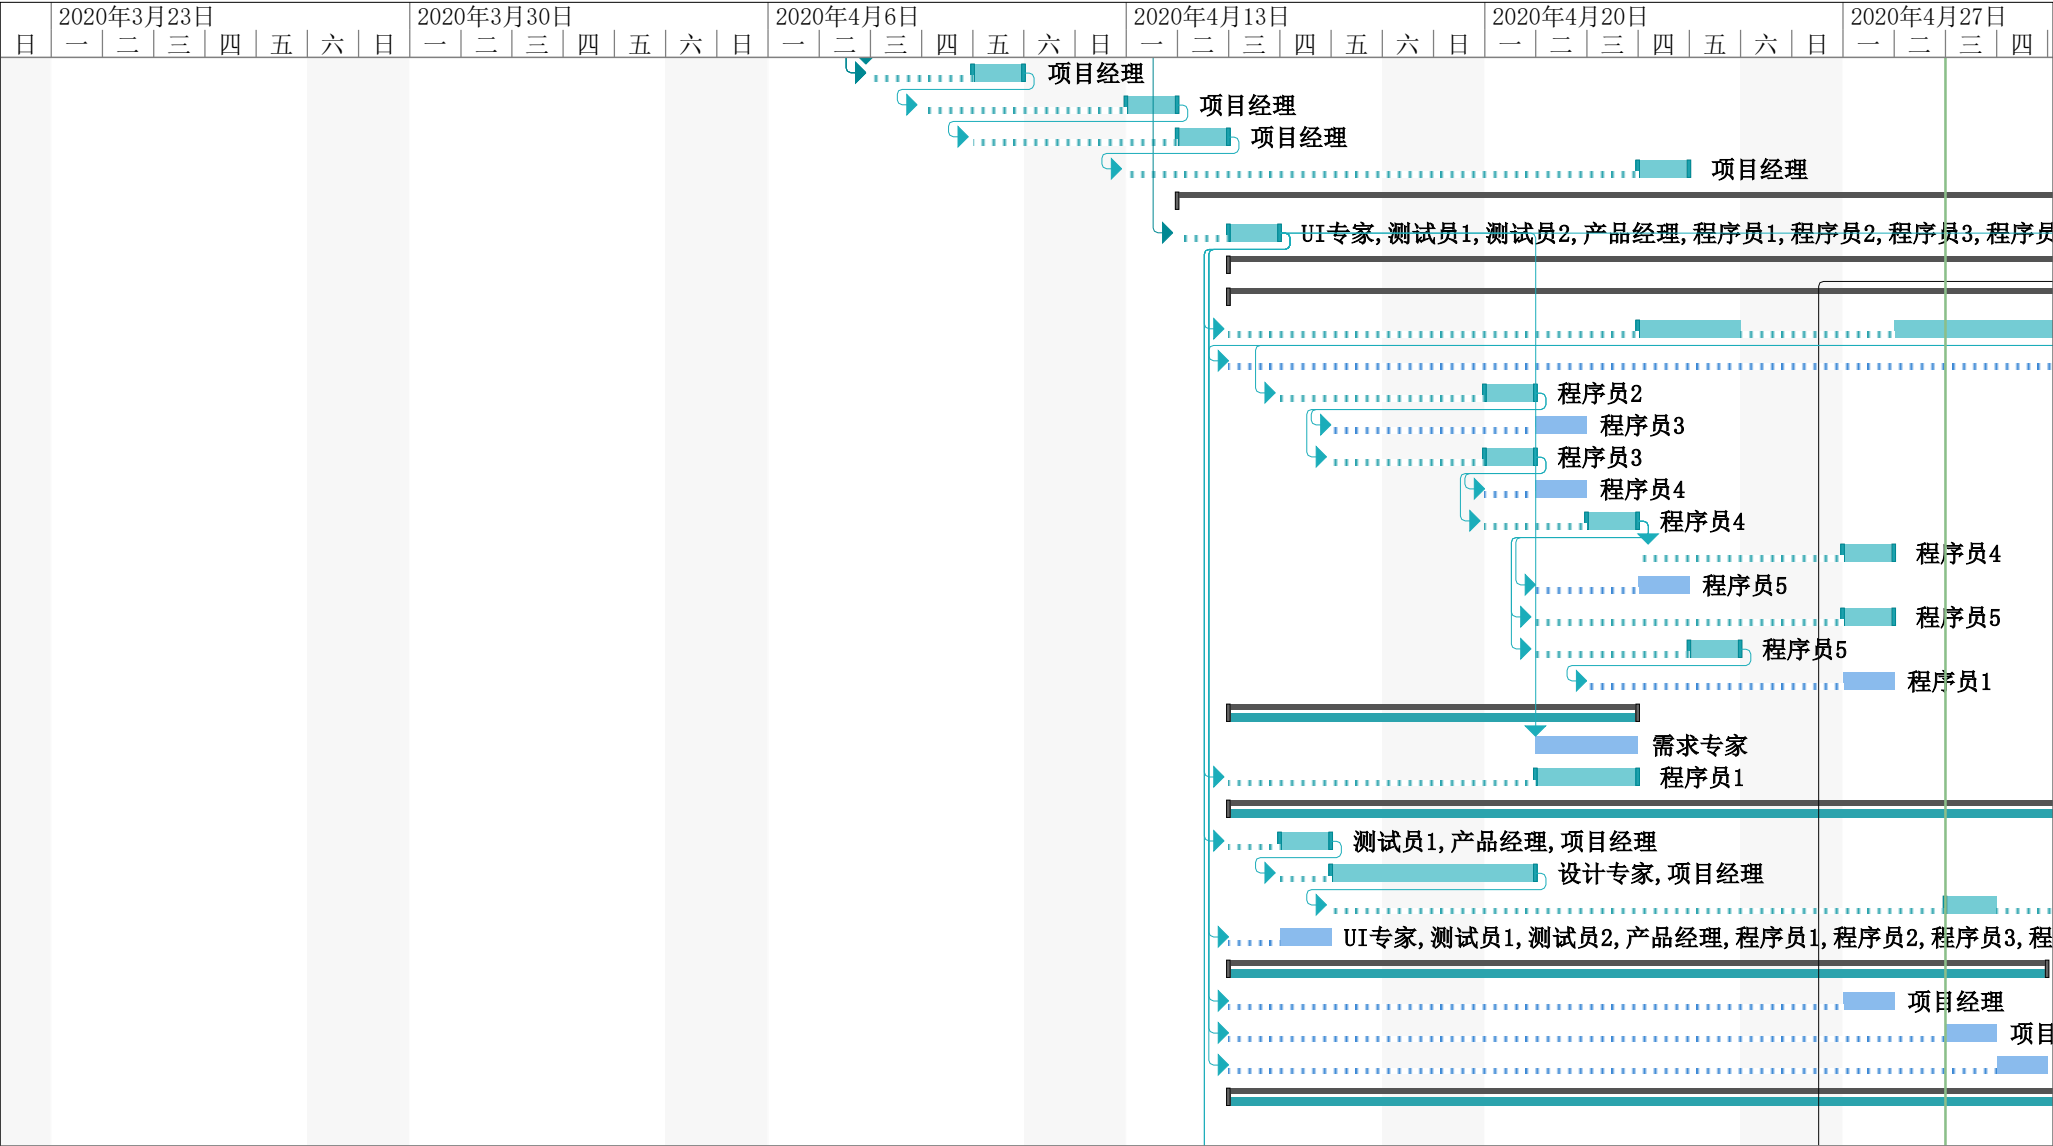 2020年3月23日 2020年3月30日 2020年4月6日 2020年4月13日 2020年4月20日 2020年4月27日
日 一 二 三 四 五 六 日 一 二 三 四 五 六 日 一 二 三 四 五 六 日 一 二 三 四 五 六 日 一 二 三 四 五 六 日 一 二 三 四
项目经理
项目经理
项目经理
项目经理
UI专家,测试员1,测试员2,产品经理,程序员1,程序员2,程序员3,程序员
程序员2
程序员3
程序员3
程序员4
程序员4
程序员4
程序员5
程序员5
程序员5
程序员1
需求专家
程序员1
测试员1,产品经理,项目经理
设计专家,项目经理
UI专家,测试员1,测试员2,产品经理,程序员1,程序员2,程序员3,程
项目经理
项目